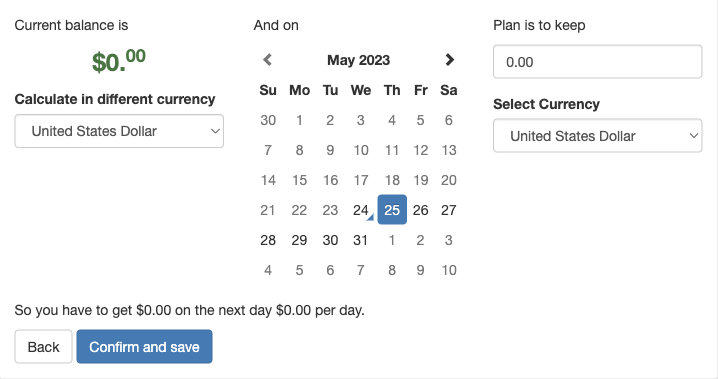 Current balance is
$0.00
Calculate in different currency
United States Dollar
And on
May 2023
Su Mo Tu We Th Fr Sa
30 1 2 3 4 5 6
7 8 9 10 11 12 13
14 15 16 17 18 19 20
21 22 23 24 25 26 27
28 29 30 31 1 2 3
4 5 6 7 8 9 10
Plan is to keep
0.00
Select Currency
United States Dollar
So you have to get $0.00 on the next day $0.00 per day.
Back Confirm and save